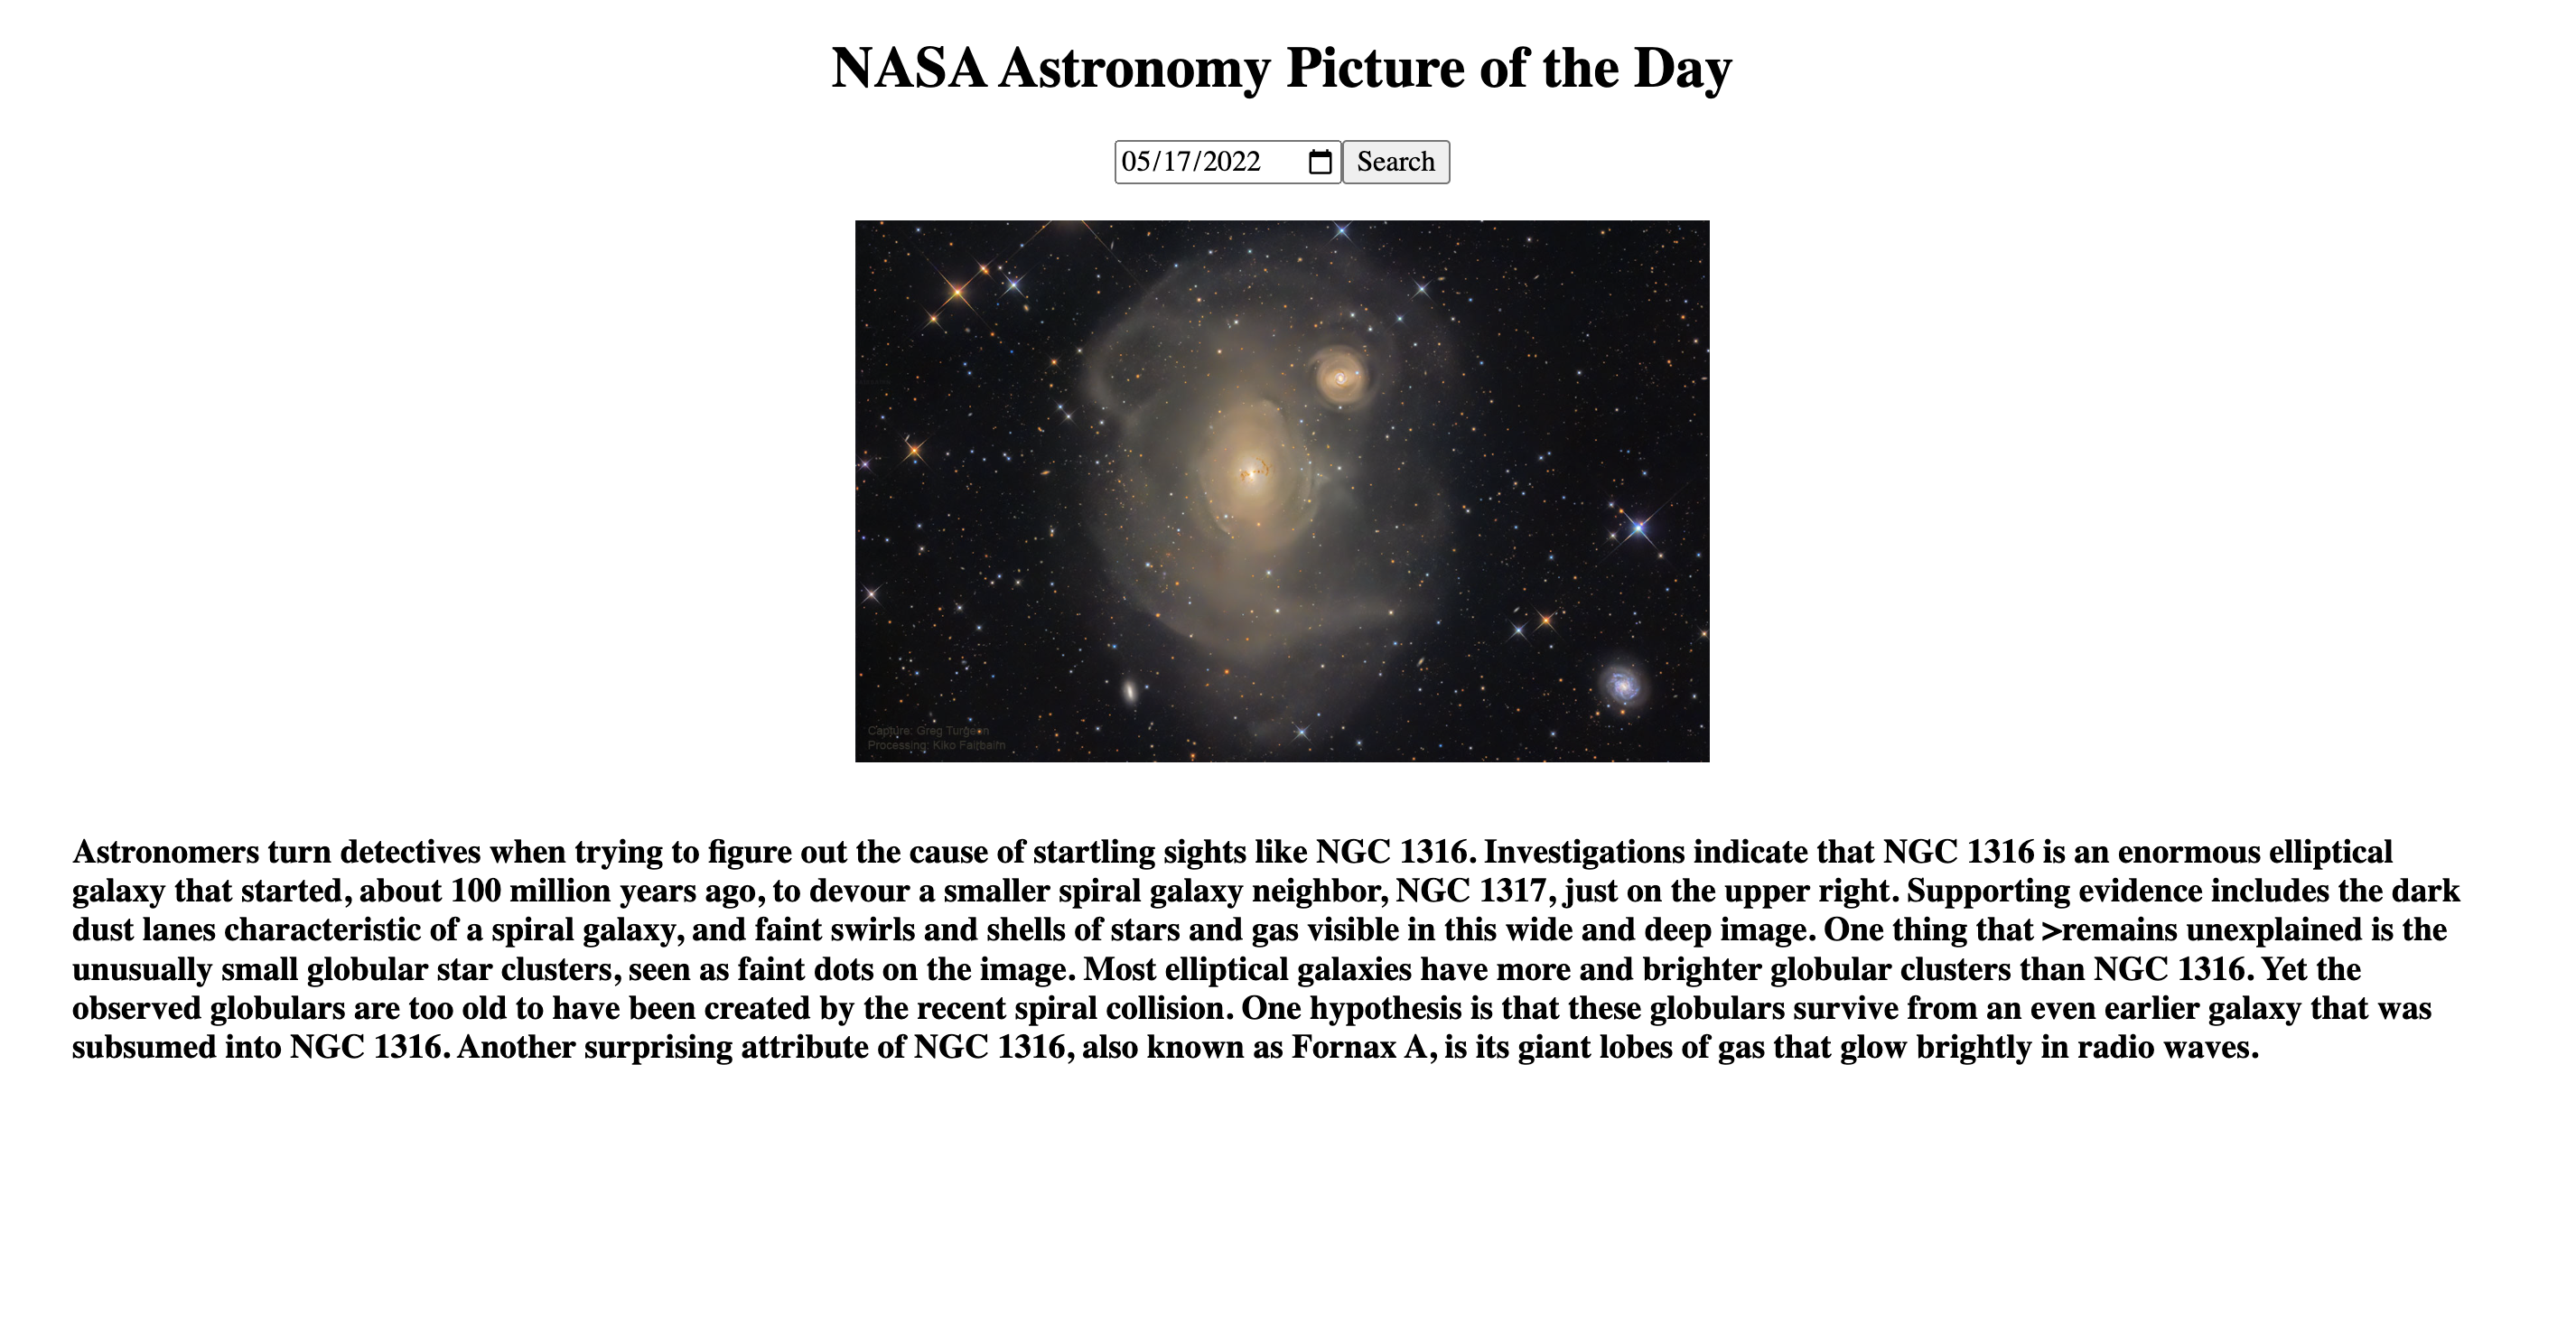 NASA Astronomy Picture of the Day
05/17/2022 Search
Capture: Greg Turgeon
Processing: Kiko Fairbairn
Astronomers turn detectives when trying to figure out the cause of startling sights like NGC 1316. Investigations indicate that NGC 1316 is an enormous elliptical
galaxy that started, about 100 million years ago, to devour a smaller spiral galaxy neighbor, NGC 1317, just on the upper right. Supporting evidence includes the dark
dust lanes characteristic of a spiral galaxy, and faint swirls and shells of stars and gas visible in this wide and deep image. One thing that >remains unexplained is the
unusually small globular star clusters, seen as faint dots on the image. Most elliptical galaxies have more and brighter globular clusters than NGC 1316. Yet the
observed globulars are too old to have been created by the recent spiral collision. One hypothesis is that these globulars survive from an even earlier galaxy that was
subsumed into NGC 1316. Another surprising attribute of NGC 1316, also known as Fornax A, is its giant lobes of gas that glow brightly in radio waves.